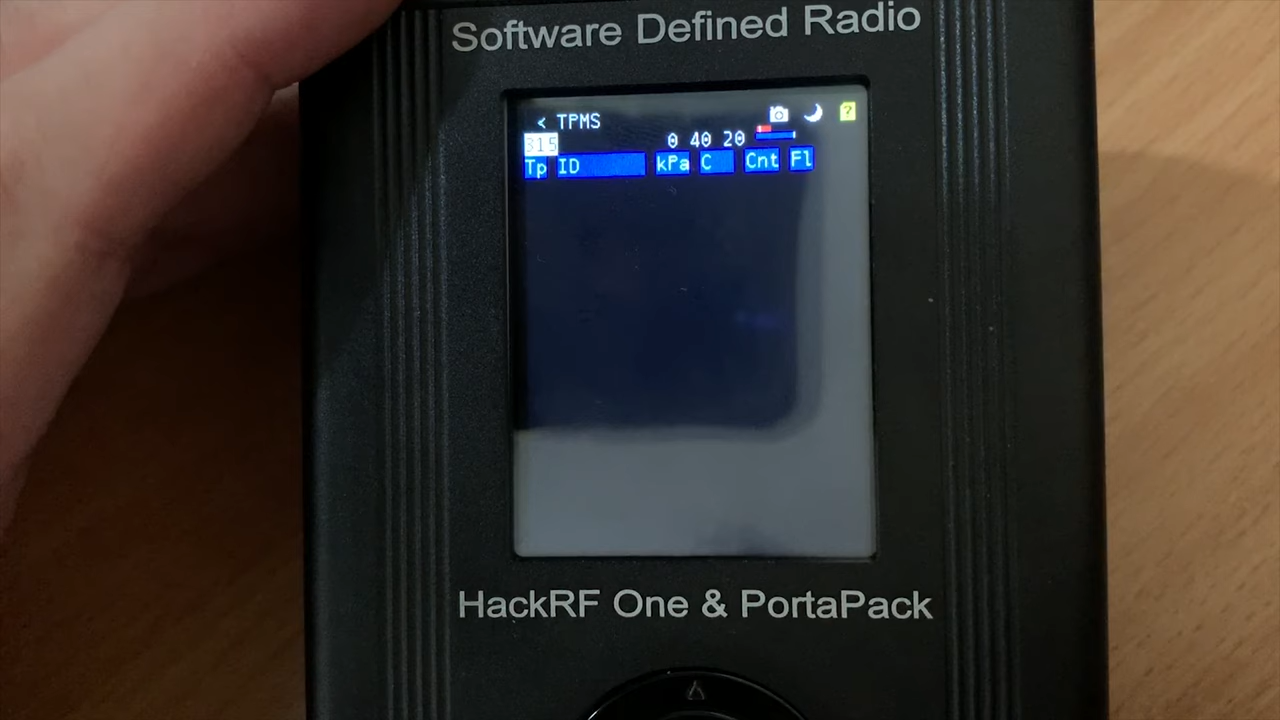 Software Defined Radio
< TPMS
315 0 40 20
Tp ID kPa C Cnt Fl
HackRF One & PortaPack